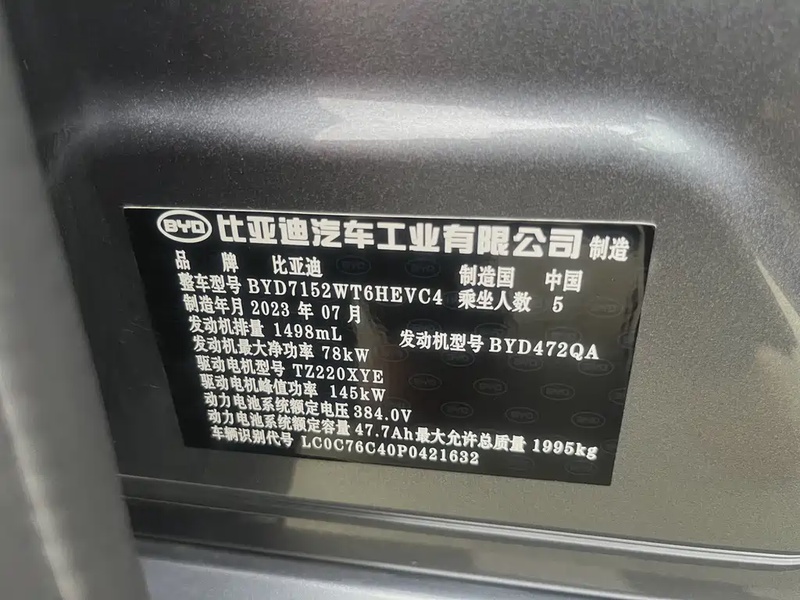 BYD 比亚迪汽车工业有限公司 制造
品牌 比亚迪 制造国 中国
整车型号 BYD7152WT6HEVC4 乘坐人数 5
制造年月 2023 年 07 月
发动机排量 1498mL 发动机型号 BYD472QA
发动机最大净功率 78kW
驱动电机型号 TZ220XYE
驱动电机峰值功率 145kW
动力电池系统额定电压 384.0V
动力电池系统额定容量 47.7Ah 最大允许总质量 1995kg
车辆识别代号 LC0C76C40P0421632